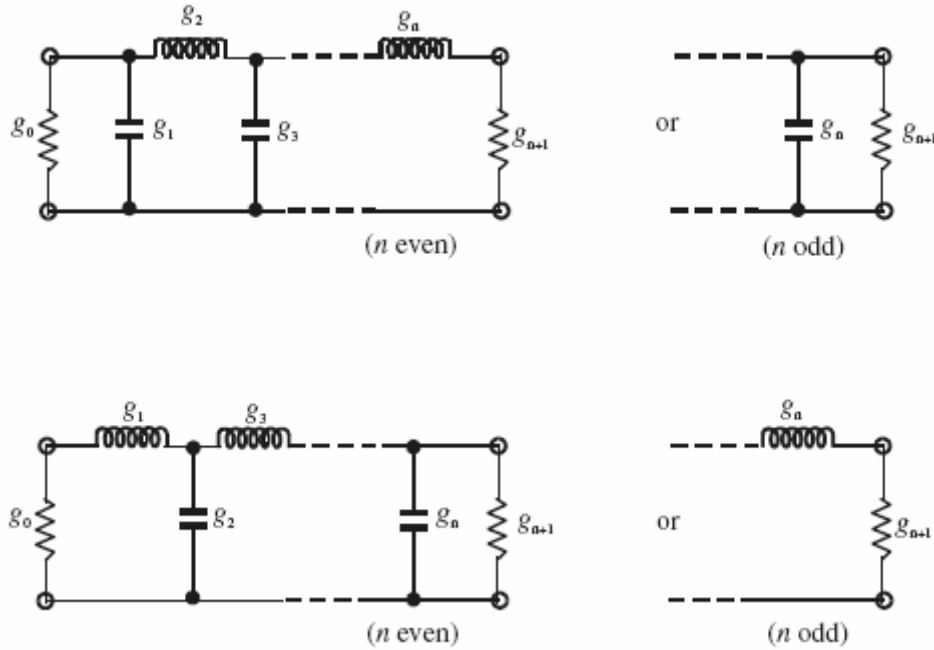 g₂
gₙ
g₀
g₁
g₃
gₙ₊₁
or
gₙ
gₙ₊₁
(n even)
(n odd)
g₁
g₃
gₙ
g₀
g₂
gₙ
gₙ₊₁
or
gₙ₊₁
(n even)
(n odd)